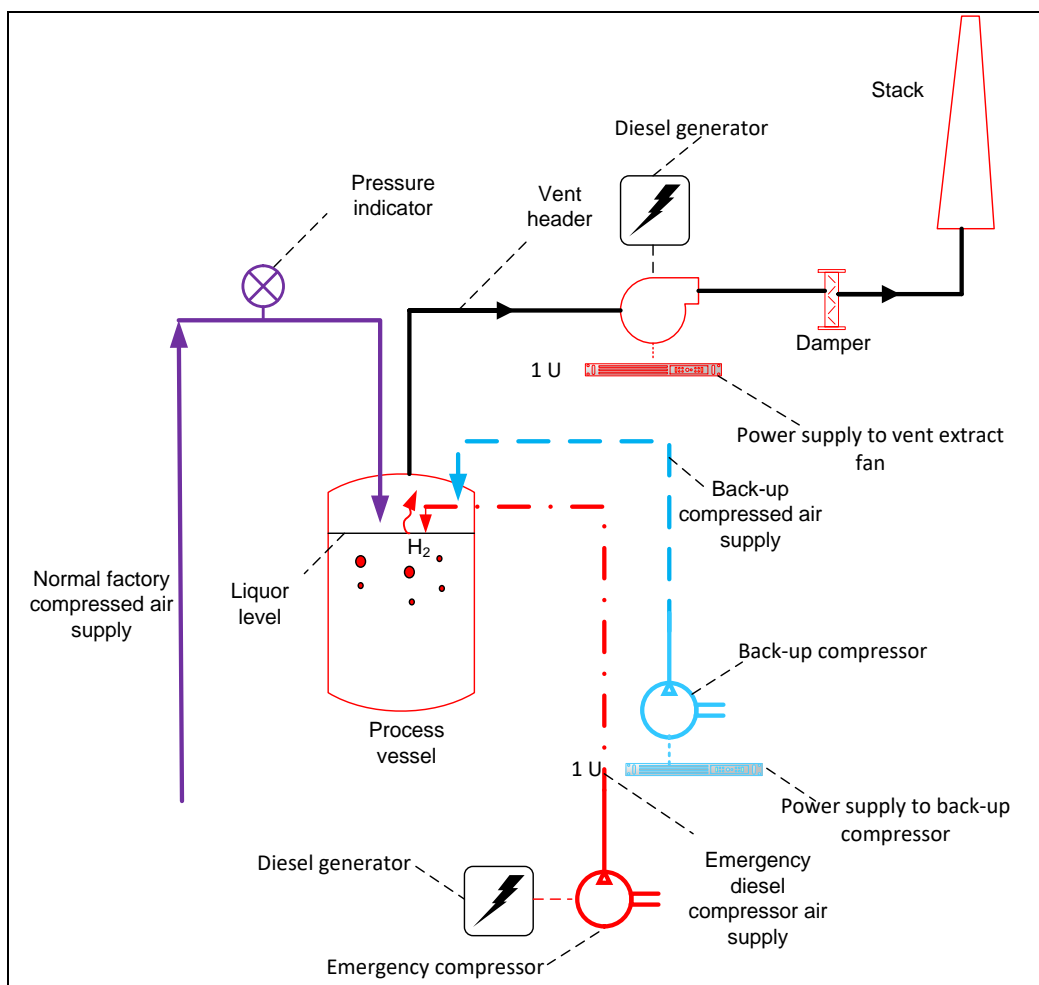 Stack
Diesel generator
Pressure
indicator
Vent
header
Damper
1 U
Power supply to vent extract
fan
Back-up
compressed air
supply
H₂
Normal factory
compressed air
supply
Liquor
level
Back-up compressor
Process
vessel
1 U
Power supply to back-up
compressor
Diesel generator
Emergency
diesel
compressor air
supply
Emergency compressor